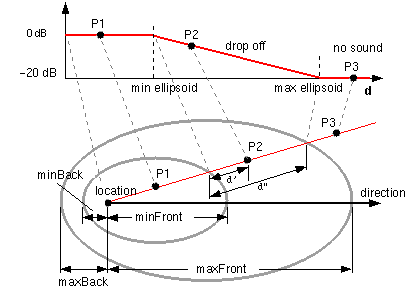 0 dB
P1
P2
drop off
no sound
P3
-20 dB
min ellipsoid
max ellipsoid
d
P3
P2
minBack
P1
location
d'
d"
direction
minFront
maxFront
maxBack